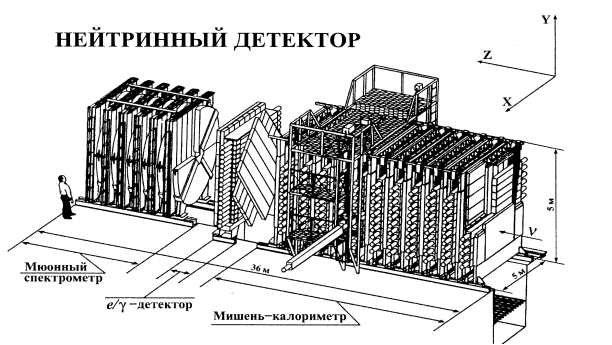 НЕЙТРИННЫЙ ДЕТЕКТОР
Y
Z
X
5 м
ν
5 м
36 м
Мюонный
спектрометр
e/γ-детектор
Мишень-калориметр